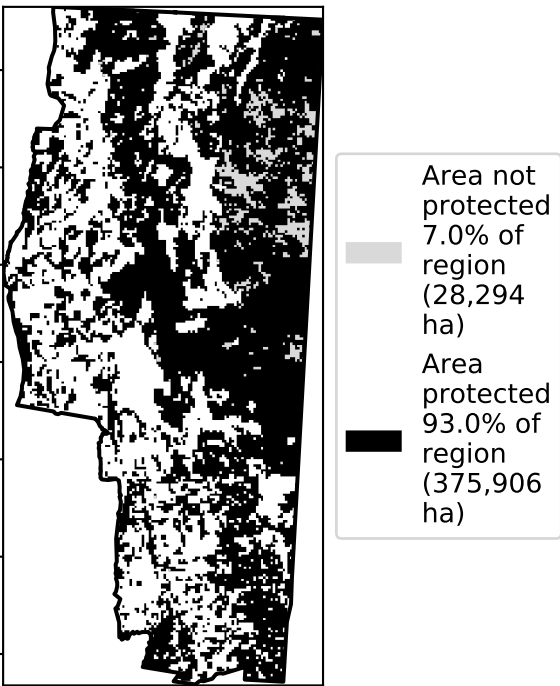 Area not
protected
7.0% of
region
(28,294
ha)
Area
protected
93.0% of
region
(375,906
ha)